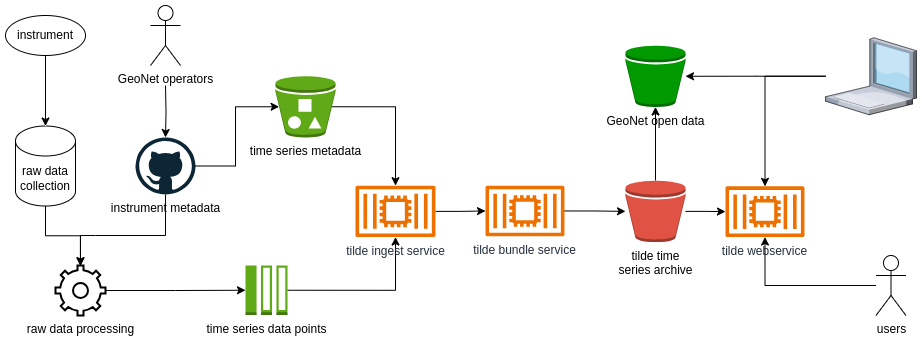 instrument
GeoNet operators
raw data
collection
instrument metadata
time series metadata
GeoNet open data
tilde ingest service
tilde bundle service
tilde time
series archive
tilde webservice
raw data processing
time series data points
users